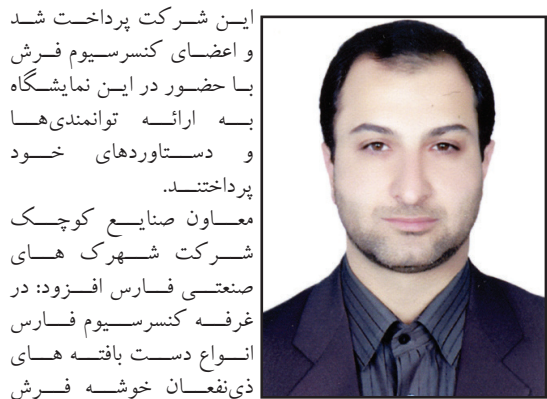 این شرکت پرداخت شد
و اعضای کنسرسیوم فرش
با حضور در این نمایشگاه
به ارائه توانمندی‌ها
و دستاوردهای خود
پرداختند.
معاون صنایع کوچک
شرکت شهرک های
صنعتی فارس افزود: در
غرفه کنسرسیوم فارس
انواع دست بافته های
ذی‌نفعان خوشه فرش